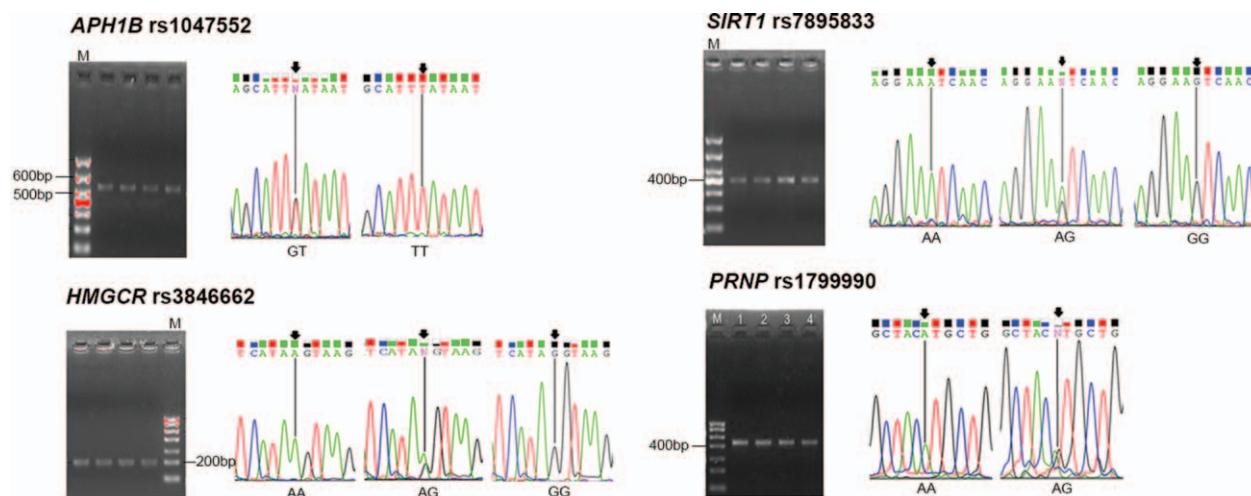 APH1B rs1047552
M
600bp
500bp
AGCATTNATAAT
GCATTTATAAT
GT
TT
SIRT1 rs7895833
M
400bp
AGGAAATCAAC
AGGAANTCAAC
AGGAAGTCAAC
AA
AG
GG
HMGCR rs3846662
M
200bp
TCATAAGTAAG
TCATANGTAAG
TCATAGGTAAG
AA
AG
GG
PRNP rs1799990
M 1 2 3 4
400bp
GCTACATGCTG
GCTACNTGCTG
AA
AG